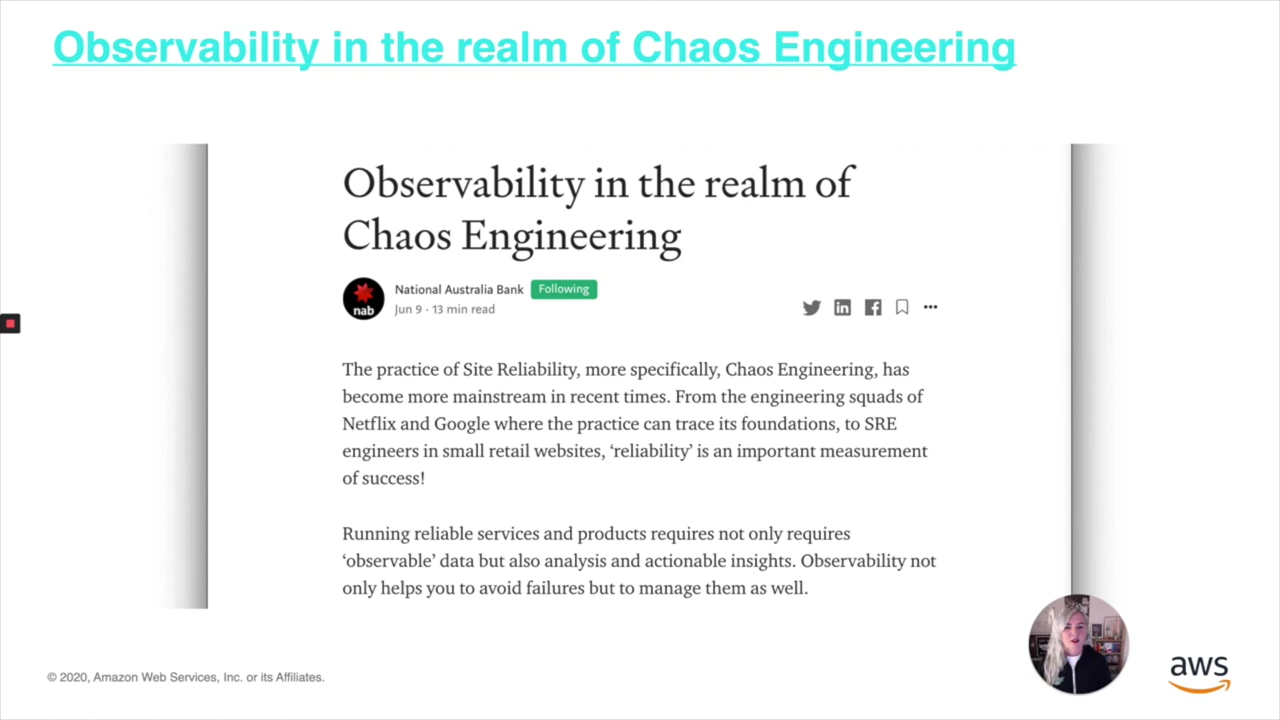 Observability in the realm of Chaos Engineering
Observability in the realm of
Chaos Engineering
nab
National Australia Bank Following
Jun 9 · 13 min read
The practice of Site Reliability, more specifically, Chaos Engineering, has
become more mainstream in recent times. From the engineering squads of
Netflix and Google where the practice can trace its foundations, to SRE
engineers in small retail websites, ‘reliability’ is an important measurement
of success!
Running reliable services and products requires not only requires
‘observable’ data but also analysis and actionable insights. Observability not
only helps you to avoid failures but to manage them as well.
© 2020, Amazon Web Services, Inc. or its Affiliates.
aws